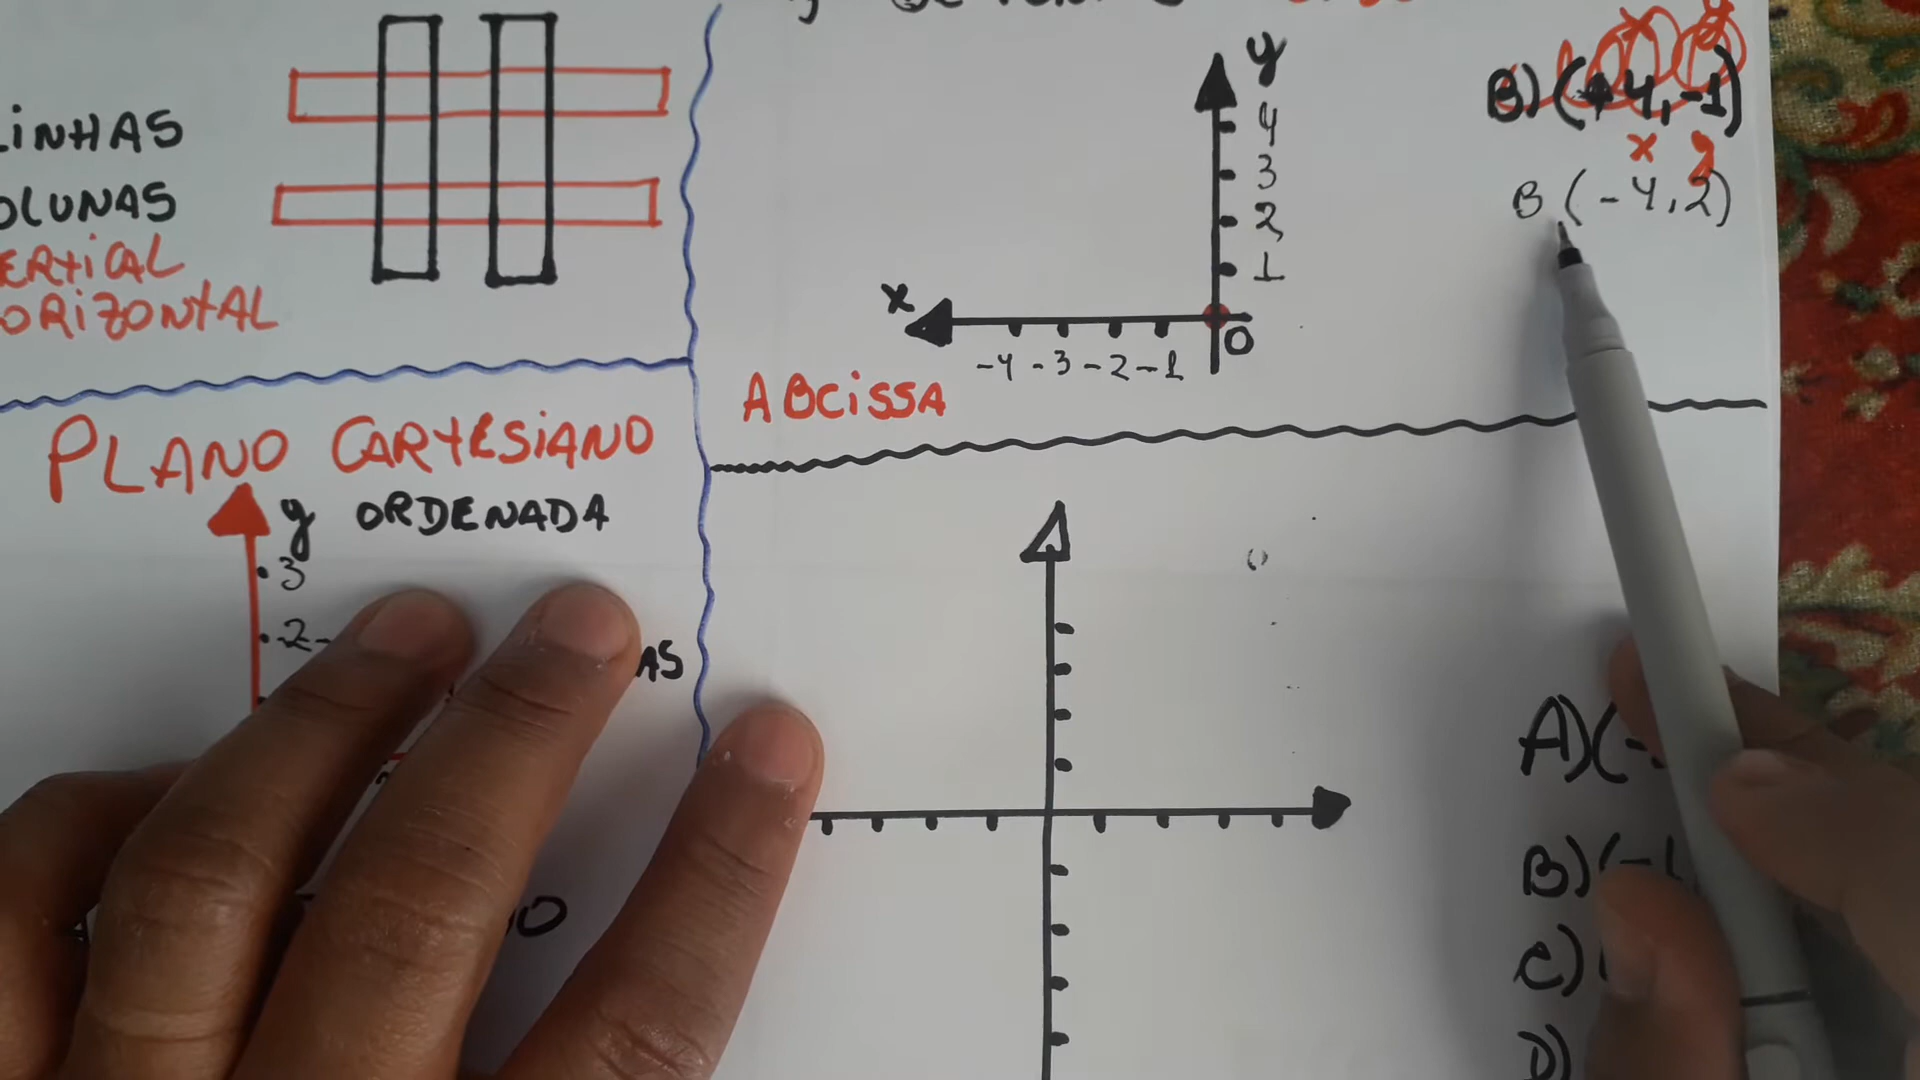 LINHAS
OLUNAS
ERTICAL
ORIZONTAL
y
4
3
2
1
x
O
-4 -3 -2 -1
ABCISSA
B) (+4, -1)
x y
B (-4, 2)
PLANO CARTESIANO
y ORDENADA
3
2
AS
O
A) (-
B) (-1
C) (
D)